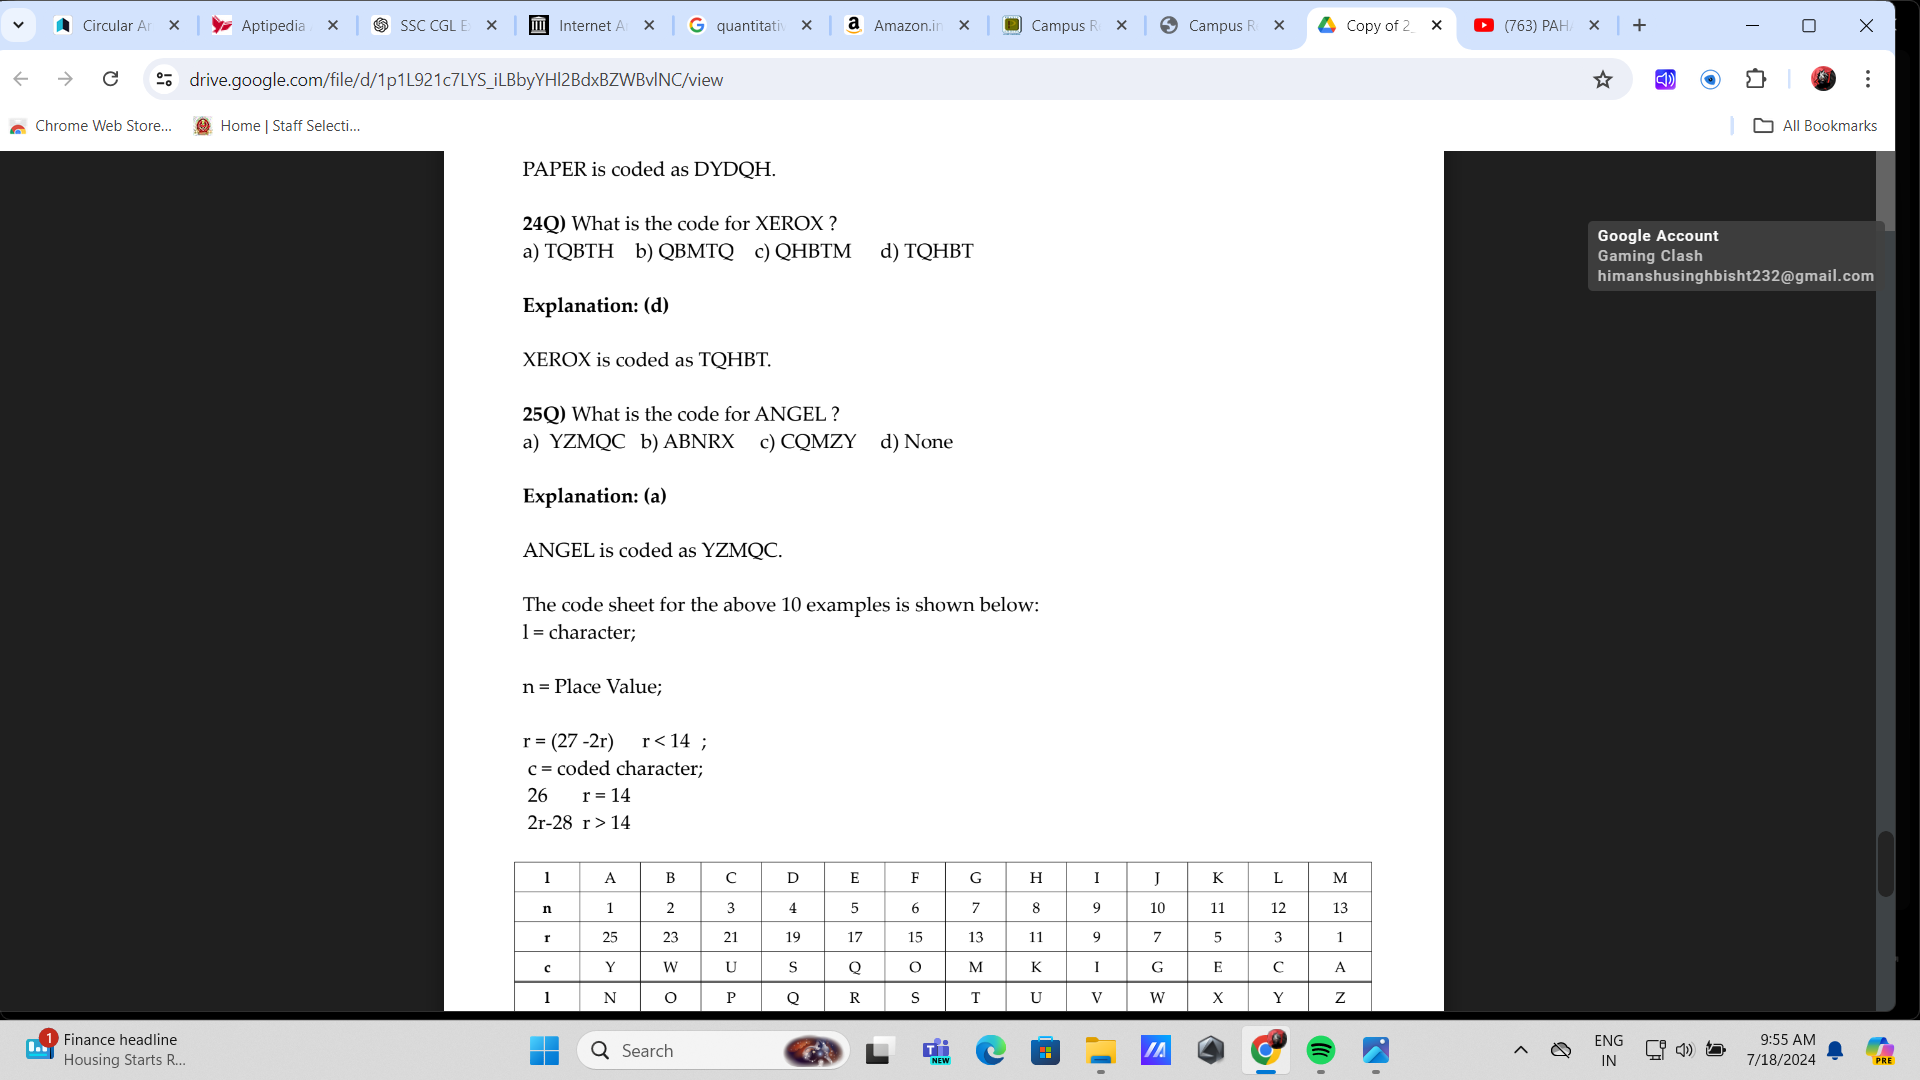 Circular Ar
Aptipedia
SSC CGL E
Internet A
quantitativ
Amazon.in
Campus R
Campus R
Copy of 2_
(763) PAH
drive.google.com/file/d/1p1L921c7LYS_iLBbyYHl2BdxBZWBvlNC/view
Chrome Web Store...
Home | Staff Selecti...
All Bookmarks
Google Account
Gaming Clash
himanshusinghbisht232@gmail.com
PAPER is coded as DYDQH.
24Q) What is the code for XEROX ?
a) TQBTH b) QBMTQ c) QHBTM d) TQHBT
Explanation: (d)
XEROX is coded as TQHBT.
25Q) What is the code for ANGEL ?
a) YZMQC b) ABNRX c) CQMZY d) None
Explanation: (a)
ANGEL is coded as YZMQC.
The code sheet for the above 10 examples is shown below:
l = character;
n = Place Value;
r = (27 -2r) r < 14 ;
c = coded character;
26 r = 14
2r-28 r > 14
l A B C D E F G H I J K L M
n 1 2 3 4 5 6 7 8 9 10 11 12 13
r 25 23 21 19 17 15 13 11 9 7 5 3 1
c Y W U S Q O M K I G E C A
l N O P Q R S T U V W X Y Z
1
Finance headline
Housing Starts R...
Search
NEW
ENG
IN
9:55 AM
7/18/2024
PRE